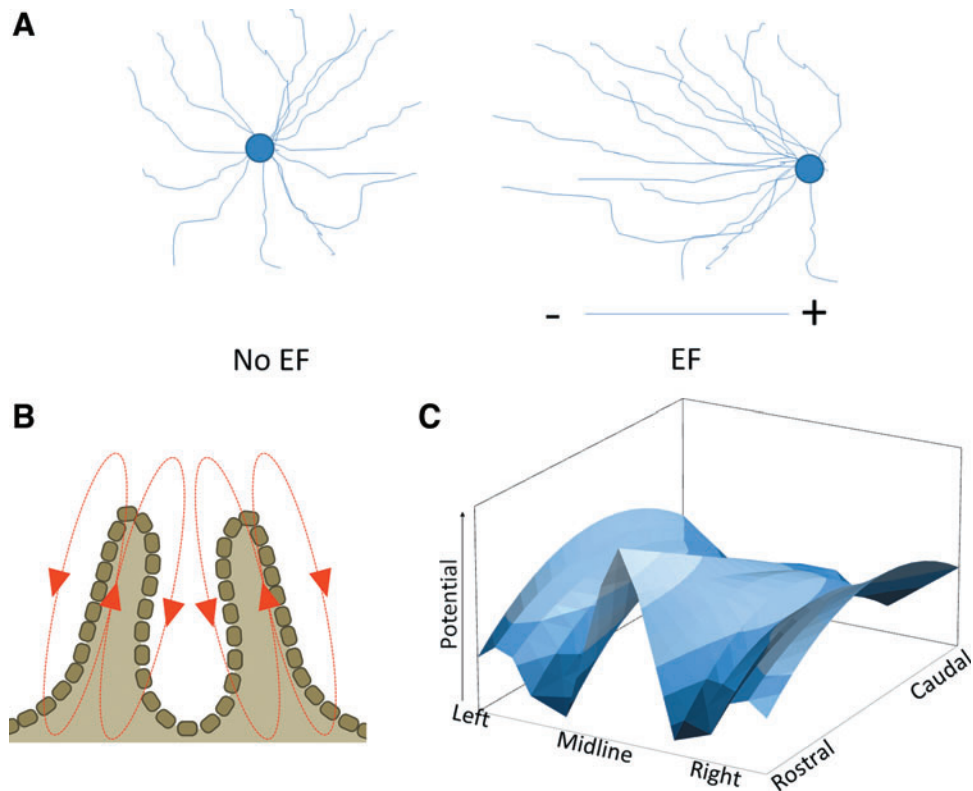 A
- +
No EF
EF
B
C
Potential
Left
Midline
Right
Rostral
Caudal